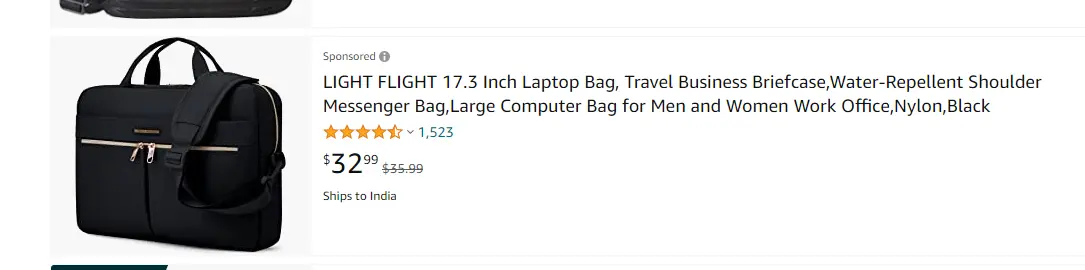 Sponsored
LIGHT FLIGHT 17.3 Inch Laptop Bag, Travel Business Briefcase,Water-Repellent Shoulder
Messenger Bag,Large Computer Bag for Men and Women Work Office,Nylon,Black
1,523
$32.99 $35.99
Ships to India